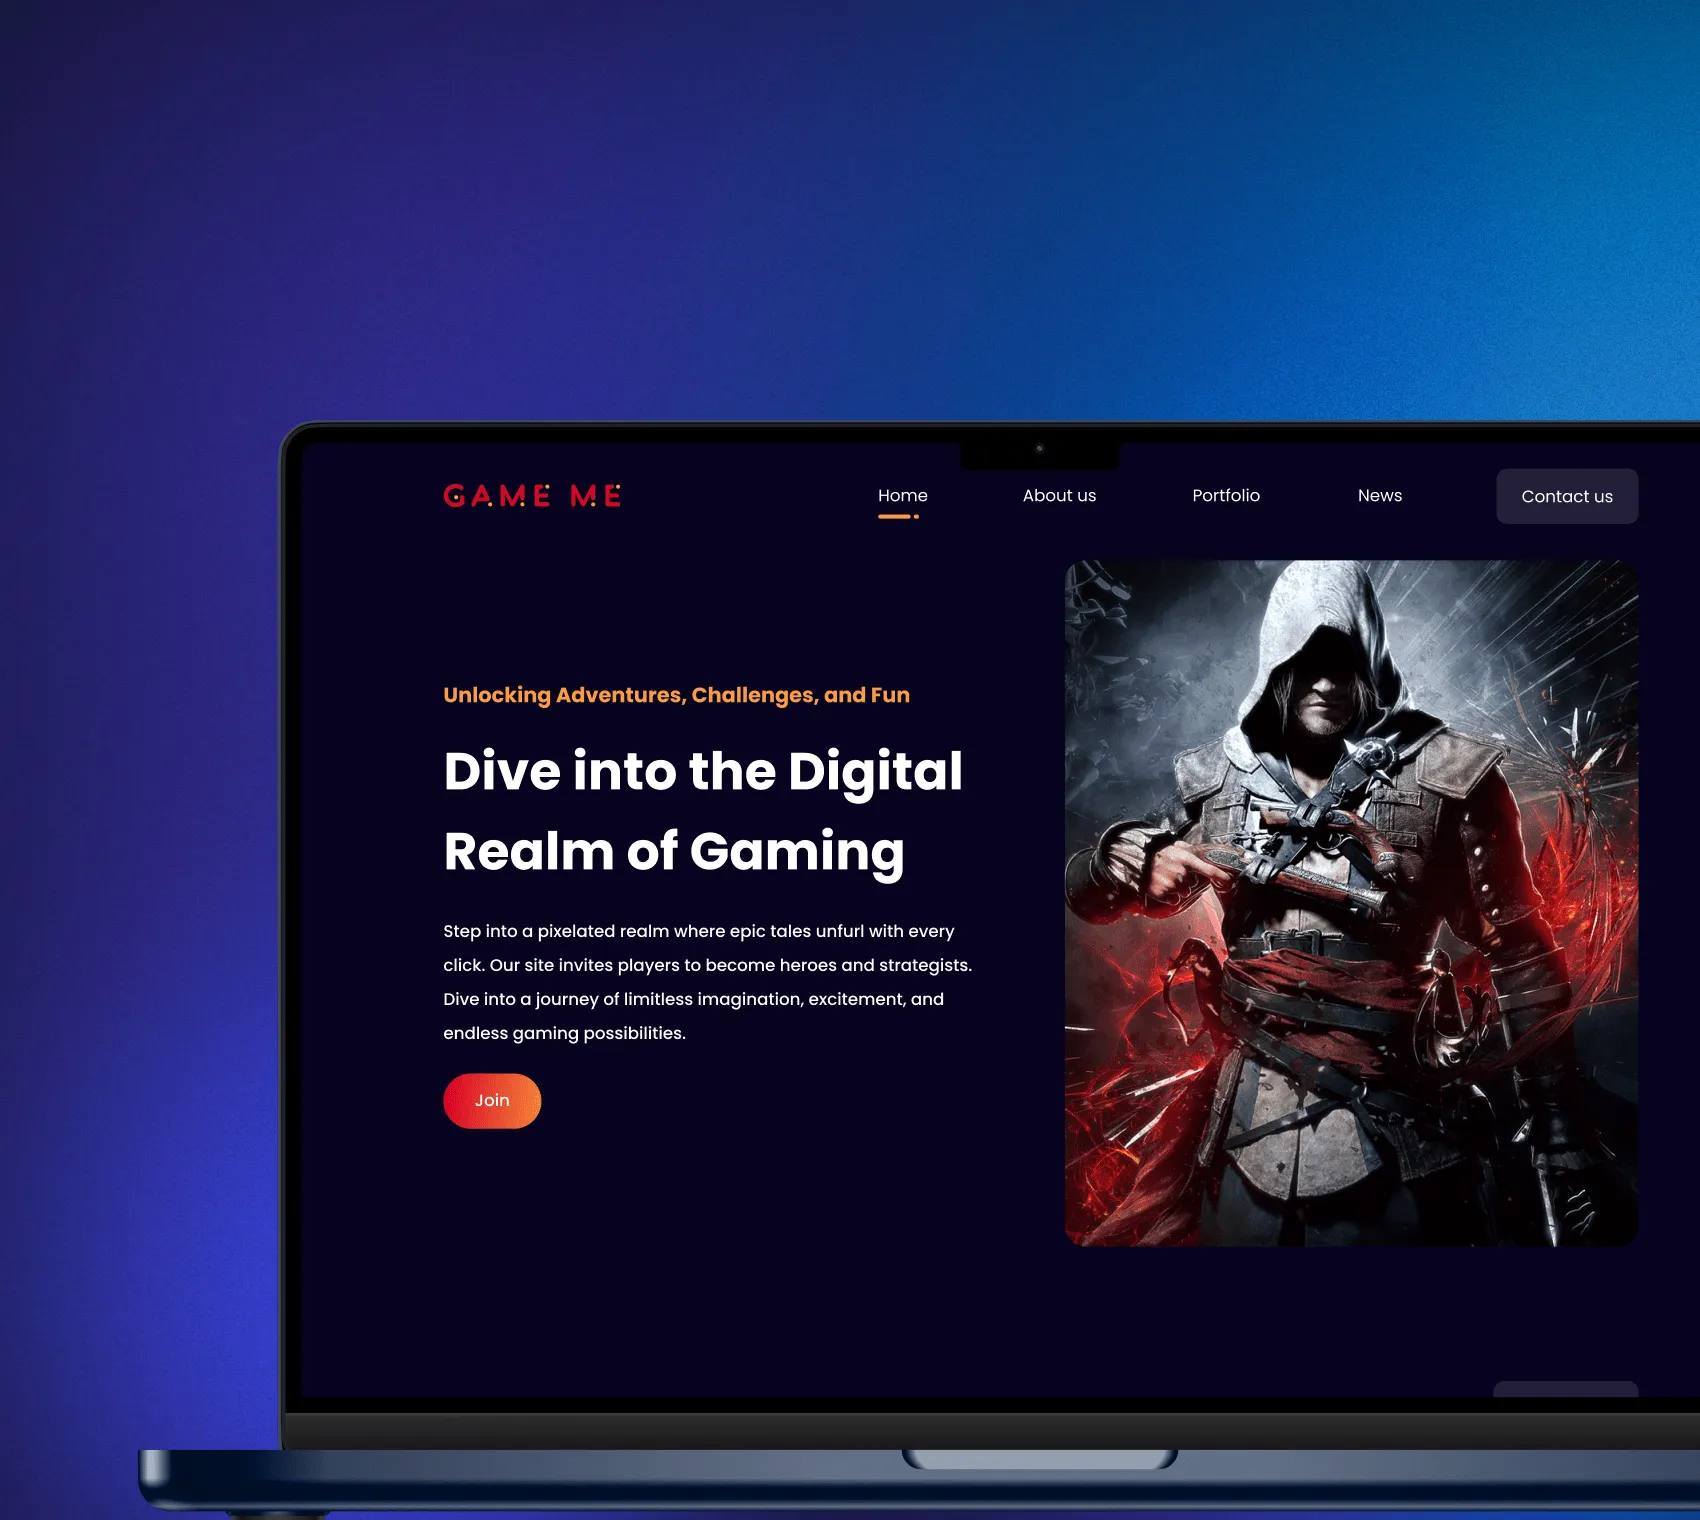 GAME ME
Home
About us
Portfolio
News
Contact us
Unlocking Adventures, Challenges, and Fun
Dive into the Digital
Realm of Gaming
Step into a pixelated realm where epic tales unfurl with every
click. Our site invites players to become heroes and strategists.
Dive into a journey of limitless imagination, excitement, and
endless gaming possibilities.
Join